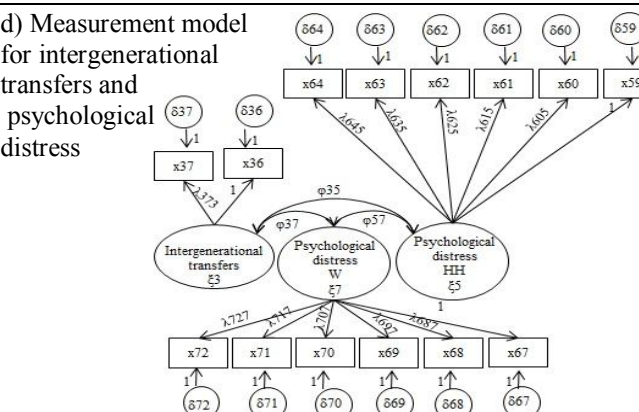 d) Measurement model
for intergenerational
transfers and
psychological
distress
δ64 δ63 δ62 δ61 δ60 δ59
1 1 1 1 1 1
x64 x63 x62 x61 x60 x59
δ37 δ36
1 1
x37 x36
λ645 λ635 λ625 λ615 λ605 1
λ373 1
φ35
φ37 φ57
Intergenerational
transfers
ξ3
Psychological
distress
W
ξ7
Psychological
distress
HH
ξ5
1
λ727 λ717 λ707 λ697 λ687
x72 x71 x70 x69 x68 x67
1 1 1 1 1 1
δ72 δ71 δ70 δ69 δ68 δ67